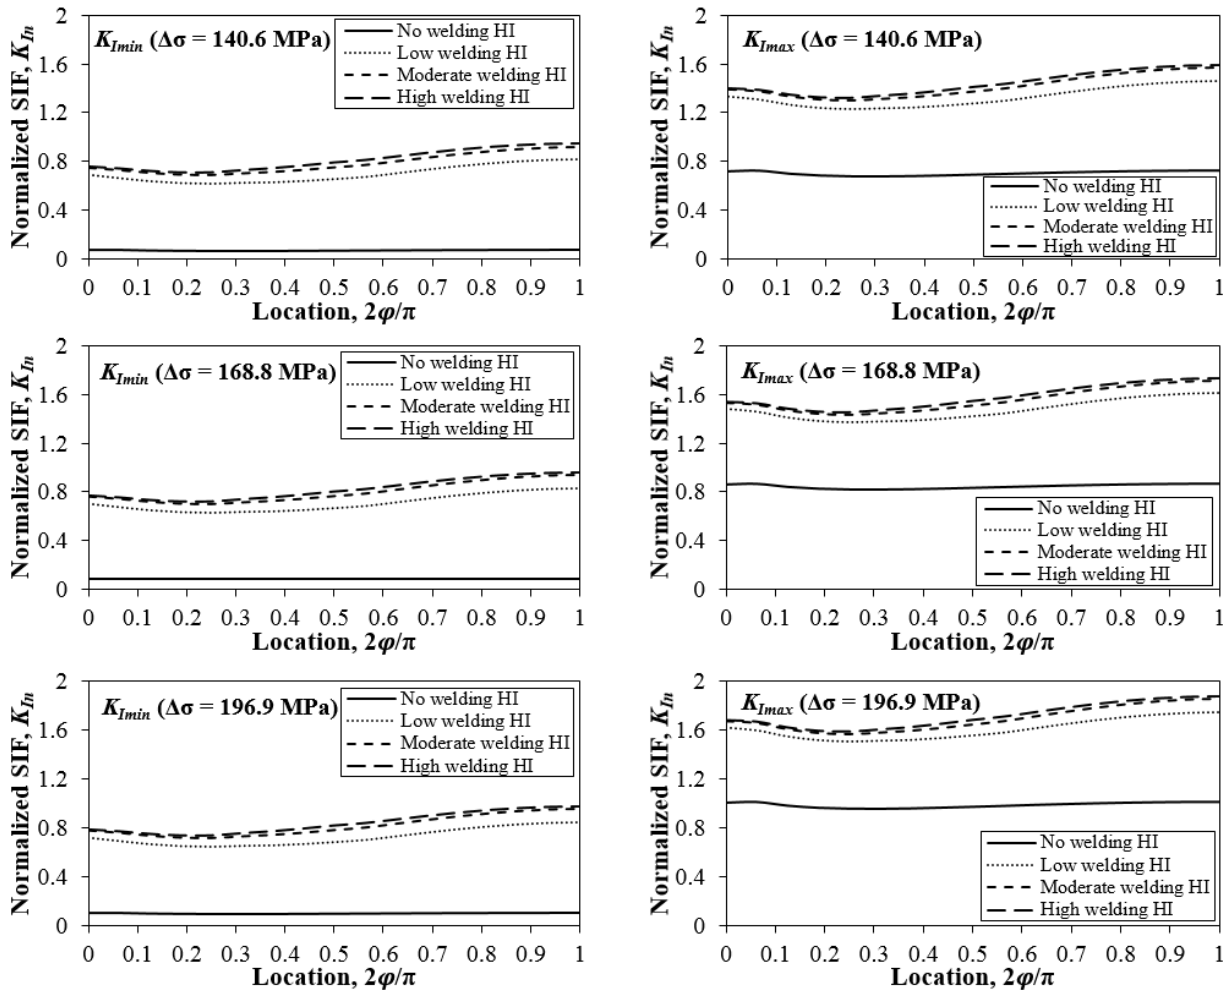 Normalized SIF, K_In
2
1.6
1.2
0.8
0.4
0
K_Imin (Δσ = 140.6 MPa)
No welding HI
Low welding HI
Moderate welding HI
High welding HI
0 0.1 0.2 0.3 0.4 0.5 0.6 0.7 0.8 0.9 1
Location, 2φ/π
Normalized SIF, K_In
2
1.6
1.2
0.8
0.4
0
K_Imax (Δσ = 140.6 MPa)
No welding HI
Low welding HI
Moderate welding HI
High welding HI
0 0.1 0.2 0.3 0.4 0.5 0.6 0.7 0.8 0.9 1
Location, 2φ/π
Normalized SIF, K_In
2
1.6
1.2
0.8
0.4
0
K_Imin (Δσ = 168.8 MPa)
No welding HI
Low welding HI
Moderate welding HI
High welding HI
0 0.1 0.2 0.3 0.4 0.5 0.6 0.7 0.8 0.9 1
Location, 2φ/π
Normalized SIF, K_In
2
1.6
1.2
0.8
0.4
0
K_Imax (Δσ = 168.8 MPa)
No welding HI
Low welding HI
Moderate welding HI
High welding HI
0 0.1 0.2 0.3 0.4 0.5 0.6 0.7 0.8 0.9 1
Location, 2φ/π
Normalized SIF, K_In
2
1.6
1.2
0.8
0.4
0
K_Imin (Δσ = 196.9 MPa)
No welding HI
Low welding HI
Moderate welding HI
High welding HI
0 0.1 0.2 0.3 0.4 0.5 0.6 0.7 0.8 0.9 1
Location, 2φ/π
Normalized SIF, K_In
2
1.6
1.2
0.8
0.4
0
K_Imax (Δσ = 196.9 MPa)
No welding HI
Low welding HI
Moderate welding HI
High welding HI
0 0.1 0.2 0.3 0.4 0.5 0.6 0.7 0.8 0.9 1
Location, 2φ/π